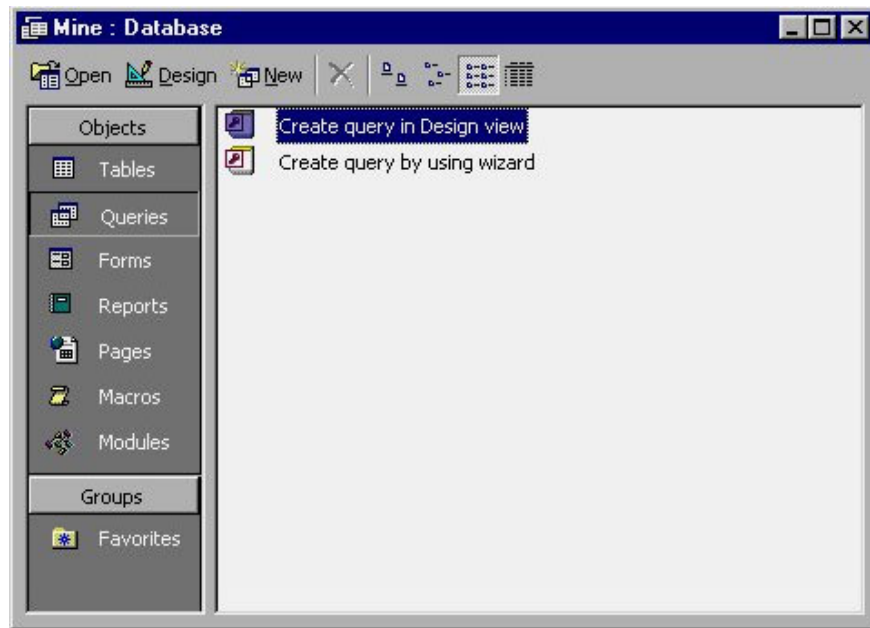 Mine : Database
Open Design New
Objects
Tables
Queries
Forms
Reports
Pages
Macros
Modules
Groups
Favorites
Create query in Design view
Create query by using wizard